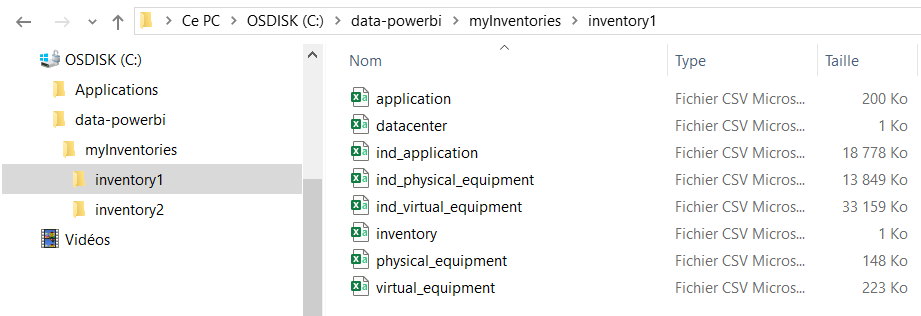 Ce PC > OSDISK (C:) > data-powerbi > myInventories > inventory1
OSDISK (C:)
Applications
data-powerbi
myInventories
inventory1
inventory2
Vidéos
Nom Type Taille
application Fichier CSV Micros... 200 Ko
datacenter Fichier CSV Micros... 1 Ko
ind_application Fichier CSV Micros... 18 778 Ko
ind_physical_equipment Fichier CSV Micros... 13 849 Ko
ind_virtual_equipment Fichier CSV Micros... 33 159 Ko
inventory Fichier CSV Micros... 1 Ko
physical_equipment Fichier CSV Micros... 148 Ko
virtual_equipment Fichier CSV Micros... 223 Ko